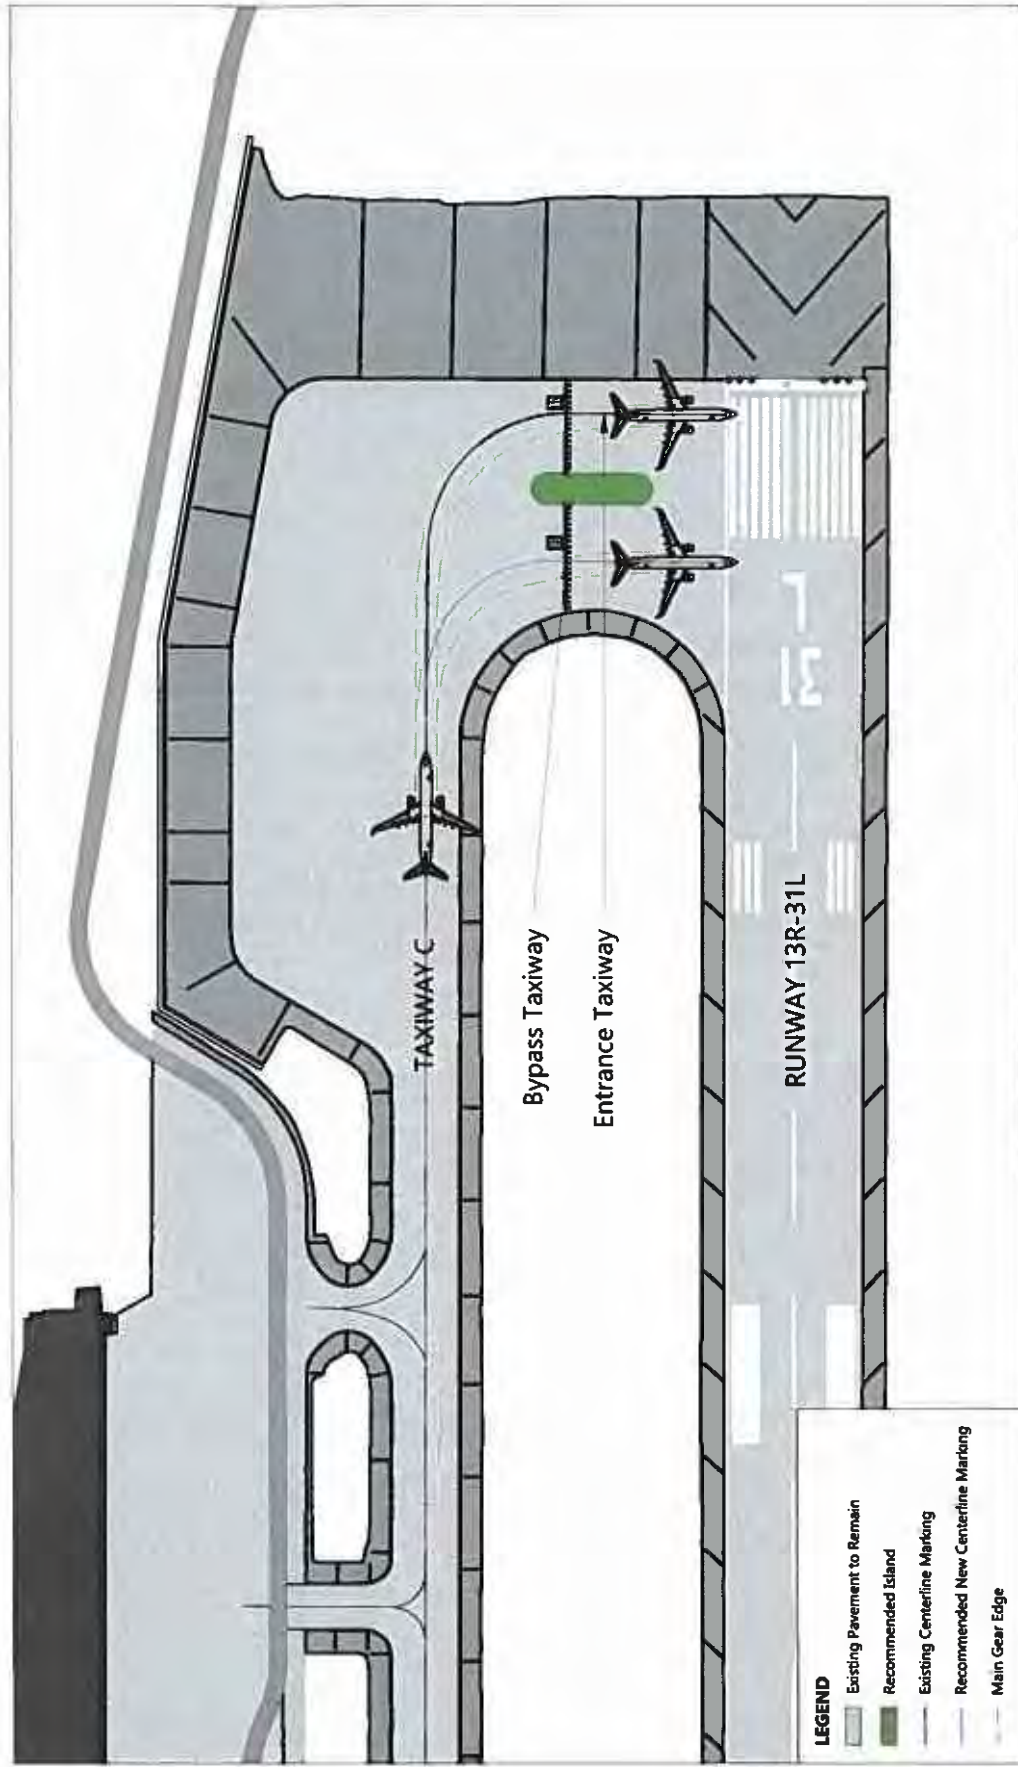 TAXIWAY C
Bypass Taxiway
Entrance Taxiway
RUNWAY 13R-31L
31
L
LEGEND
Existing Pavement to Remain
Recommended Island
Existing Centerline Marking
Recommended New Centerline Marking
Main Gear Edge